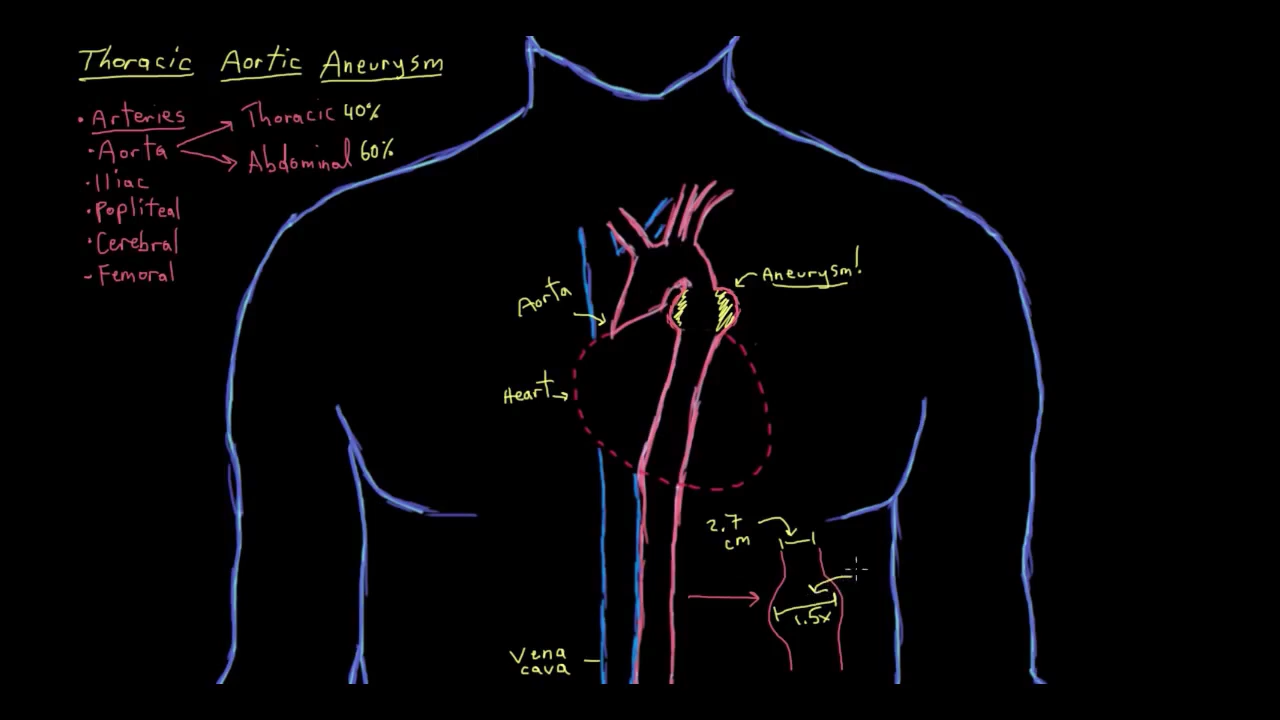 Thoracic Aortic Aneurysm
• Arteries
• Aorta
Thoracic 40%
Abdominal 60%
• Iliac
• Popliteal
• Cerebral
- Femoral
Aneurysm!
Aorta
Heart
2.7
cm
1.5x
Vena
cava